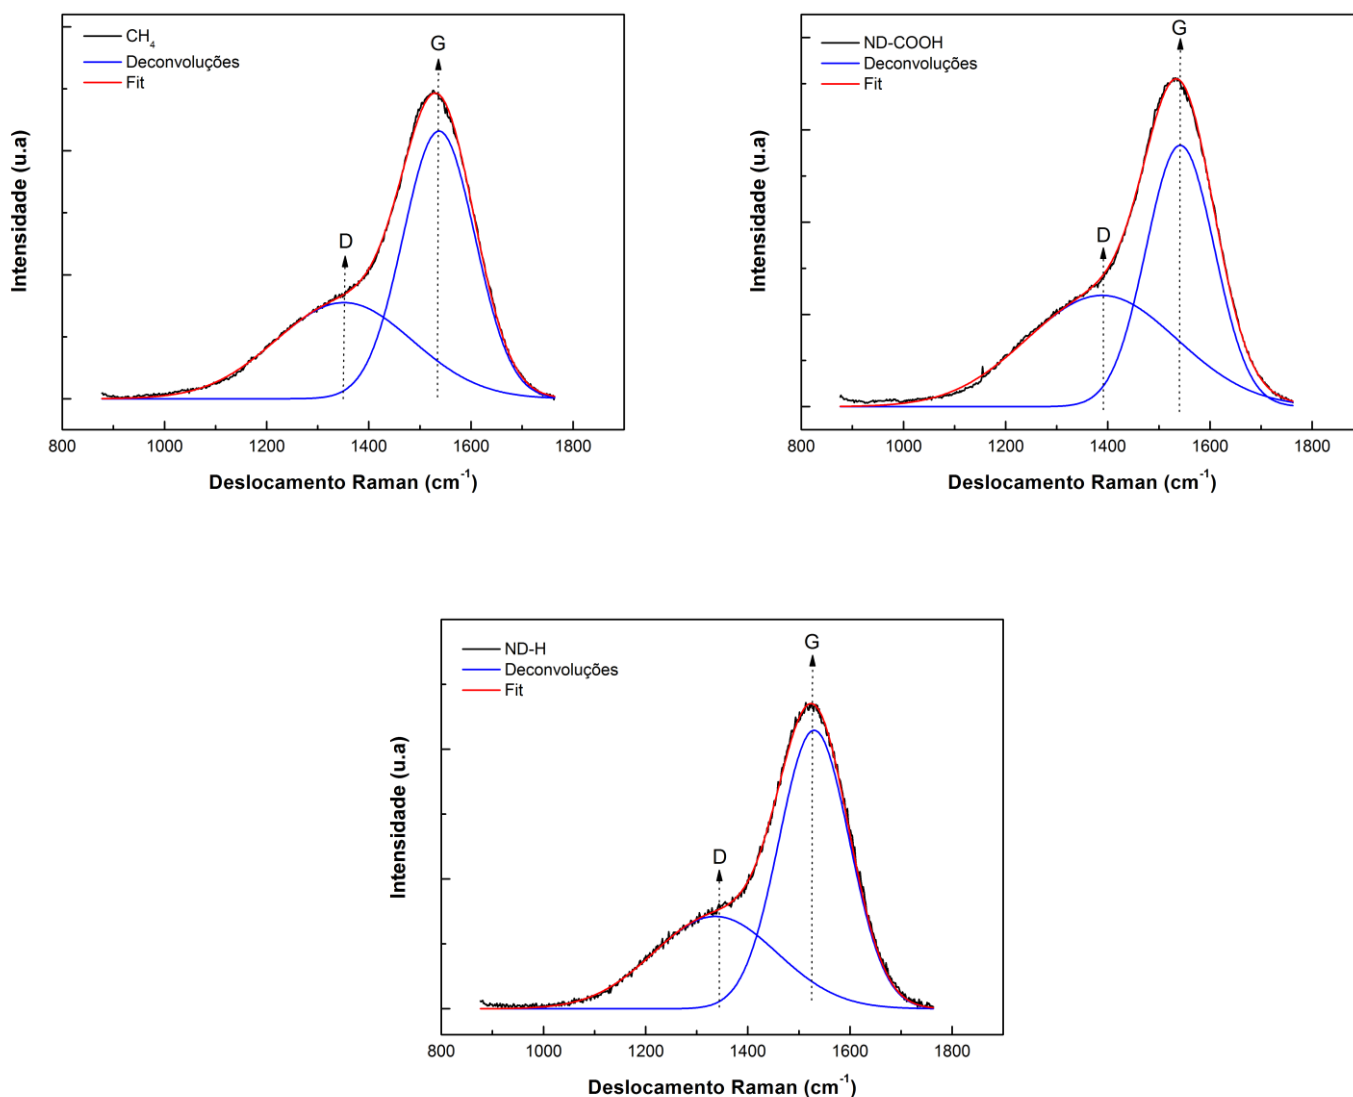 CH₄
Deconvoluções
Fit
G
D
Intensidade (u.a)
800 1000 1200 1400 1600 1800
Deslocamento Raman (cm⁻¹)
ND-COOH
Deconvoluções
Fit
G
D
Intensidade (u.a)
800 1000 1200 1400 1600 1800
Deslocamento Raman (cm⁻¹)
ND-H
Deconvoluções
Fit
G
D
Intensidade (u.a)
800 1000 1200 1400 1600 1800
Deslocamento Raman (cm⁻¹)